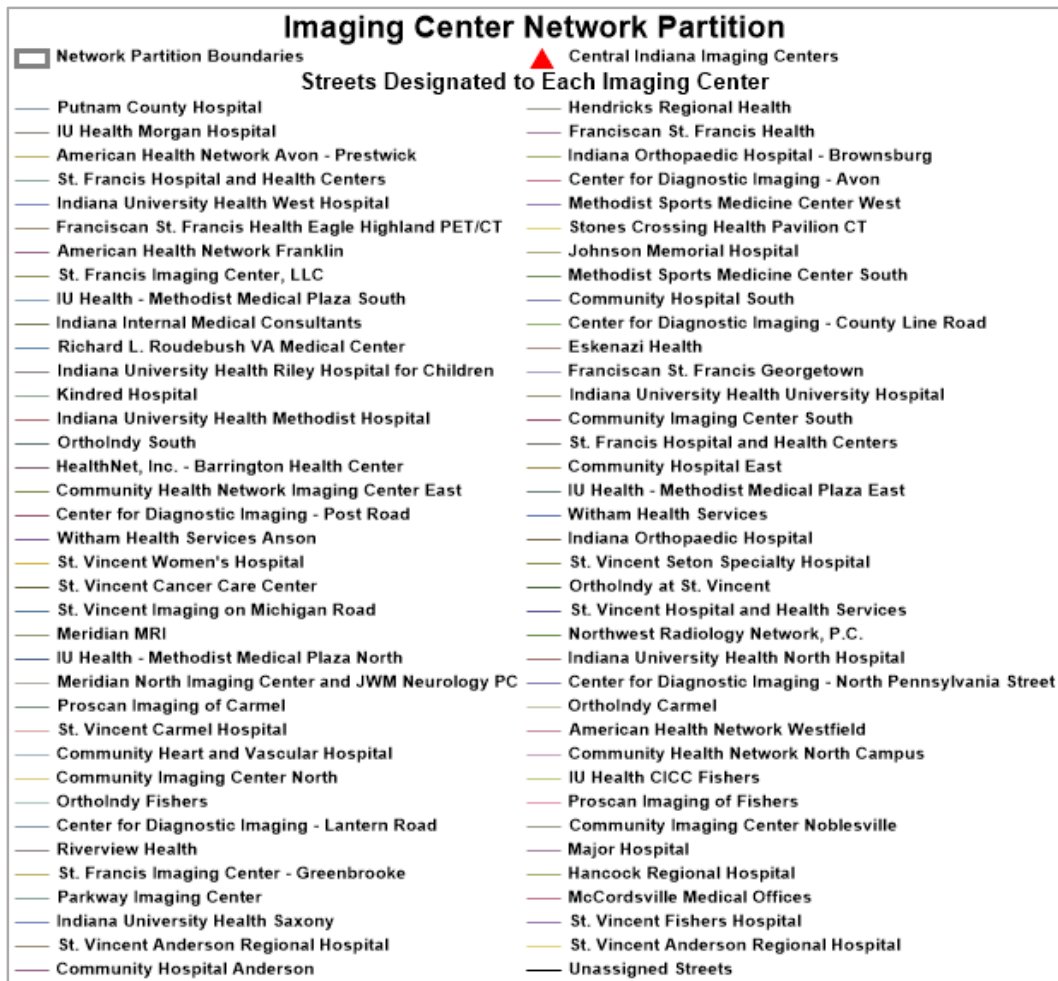 Imaging Center Network Partition
Network Partition Boundaries
Central Indiana Imaging Centers
Streets Designated to Each Imaging Center
Putnam County Hospital
Hendricks Regional Health
IU Health Morgan Hospital
Franciscan St. Francis Health
American Health Network Avon - Prestwick
Indiana Orthopaedic Hospital - Brownsburg
St. Francis Hospital and Health Centers
Center for Diagnostic Imaging - Avon
Indiana University Health West Hospital
Methodist Sports Medicine Center West
Franciscan St. Francis Health Eagle Highland PET/CT
Stones Crossing Health Pavilion CT
American Health Network Franklin
Johnson Memorial Hospital
St. Francis Imaging Center, LLC
Methodist Sports Medicine Center South
IU Health - Methodist Medical Plaza South
Community Hospital South
Indiana Internal Medical Consultants
Center for Diagnostic Imaging - County Line Road
Richard L. Roudebush VA Medical Center
Eskenazi Health
Indiana University Health Riley Hospital for Children
Franciscan St. Francis Georgetown
Kindred Hospital
Indiana University Health University Hospital
Indiana University Health Methodist Hospital
Community Imaging Center South
OrthoIndy South
St. Francis Hospital and Health Centers
HealthNet, Inc. - Barrington Health Center
Community Hospital East
Community Health Network Imaging Center East
IU Health - Methodist Medical Plaza East
Center for Diagnostic Imaging - Post Road
Witham Health Services
Witham Health Services Anson
Indiana Orthopaedic Hospital
St. Vincent Women's Hospital
St. Vincent Seton Specialty Hospital
St. Vincent Cancer Care Center
OrthoIndy at St. Vincent
St. Vincent Imaging on Michigan Road
St. Vincent Hospital and Health Services
Meridian MRI
Northwest Radiology Network, P.C.
IU Health - Methodist Medical Plaza North
Indiana University Health North Hospital
Meridian North Imaging Center and JWM Neurology PC
Center for Diagnostic Imaging - North Pennsylvania Street
Proscan Imaging of Carmel
OrthoIndy Carmel
St. Vincent Carmel Hospital
American Health Network Westfield
Community Heart and Vascular Hospital
Community Health Network North Campus
Community Imaging Center North
IU Health CICC Fishers
OrthoIndy Fishers
Proscan Imaging of Fishers
Center for Diagnostic Imaging - Lantern Road
Community Imaging Center Noblesville
Riverview Health
Major Hospital
St. Francis Imaging Center - Greenbrooke
Hancock Regional Hospital
Parkway Imaging Center
McCordsville Medical Offices
Indiana University Health Saxony
St. Vincent Fishers Hospital
St. Vincent Anderson Regional Hospital
St. Vincent Anderson Regional Hospital
Community Hospital Anderson
Unassigned Streets